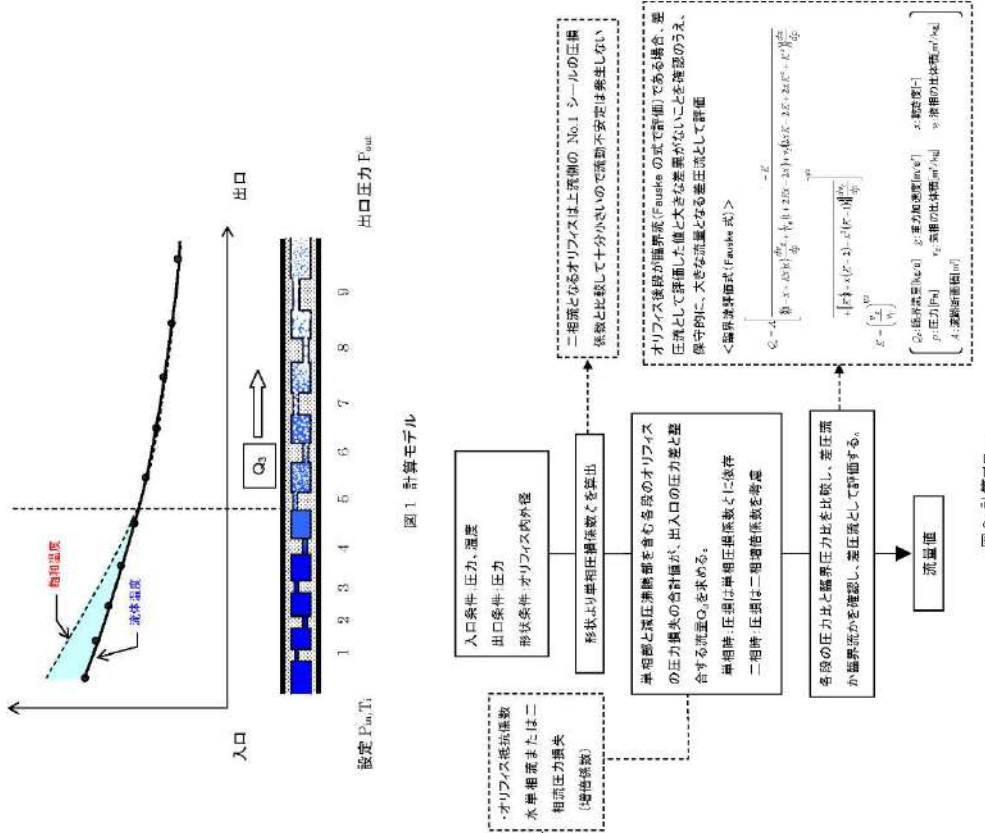 飽和温度
流体温度
入口
出口
Q3
1 2 3 4 5 6 7 8 9
設定 Pin, Ti
出口圧力 Pout
図1 計算モデル
・オリフィス抵抗係数
水単相流または二
相流圧力損失
(増倍係数)
入口条件:圧力、温度
出口条件:圧力
形状条件:オリフィス内外径
形状より単相圧損係数ζを算出
二相流となるオリフィスは上流側の No.1 シールの圧損
係数と比較して十分小さいので流動不安定は発生しない
単相部と減圧沸騰部を含む各段のオリフィス
の圧力損失の合計値が、出入口の圧力差と整
合する流量Q3を求める。
単相時:圧損は単相圧損係数ζに依存
二相時:圧損は二相増倍係数を考慮
各段の圧力比と臨界圧力比を比較し、差圧流
か臨界流かを確認し、差圧流として評価する。
流量値
オリフィス後段が臨界流(Fauske の式で評価)である場合、差
圧流として評価した値と大きな差異がないことを確認のうえ、
保守的に、大きな流量となる差圧流として評価
<臨界流評価式(Fauske 式)>
Qc:臨界流量[kg/s] g:重力加速度[m/s²] x:乾き度[-]
p:圧力[Pa] vg:気相の比体積[m³/kg] vl:液相の比体積[m³/kg]
A:流路断面積[m²]